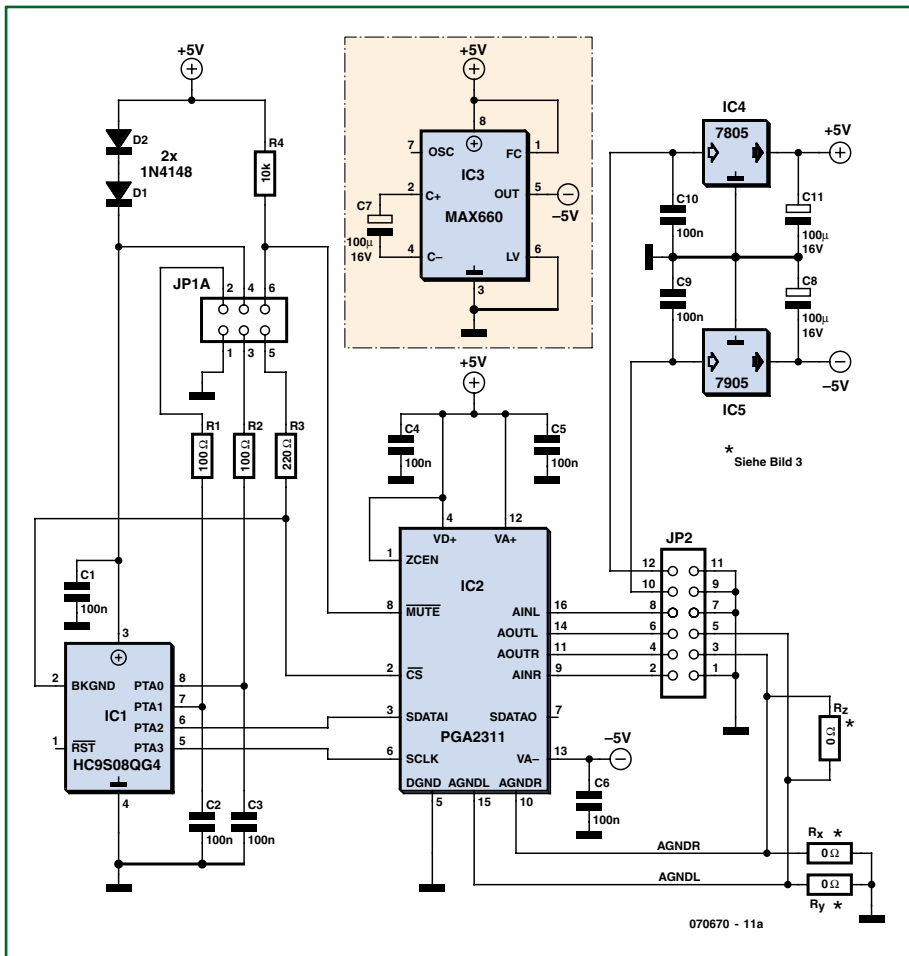 +5V
D2
2x
1N4148
D1
R4
10k
JP1A
2 4 6
1 3 5
R1
100Ω
R2
100Ω
R3
220Ω
C1
100n
3
2 BKGND
PTA0 8
PTA1 7
PTA2 6
PTA3 5
IC1
1 RST
HC9S08QG4
4
C2
100n
C3
100n
+5V
8
7 OSC
FC 1
IC3
2 C+
OUT 5
–5V
MAX660
C7
100µ
16V
4 C–
LV 6
3
IC4
7805
+5V
C10
100n
C11
100µ
16V
C9
100n
C8
100µ
16V
7905
–5V
IC5
* Siehe Bild 3
+5V
C4
100n
C5
100n
4 12
VD+ VA+
1 ZCEN
IC2
8 MUTE
AINL 16
AOUTL 14
2 CS
AOUTR 11
AINR 9
3 SDATAI
SDATAO 7
PGA2311
6 SCLK
VA– 13
–5V
DGND AGNDL AGNDR
5 15 10
C6
100n
JP2
12 11
10 9
8 7
6 5
4 3
2 1
Rz
*
0Ω
AGNDR
Rx *
0Ω
AGNDL
0Ω
Ry *
070670 - 11a